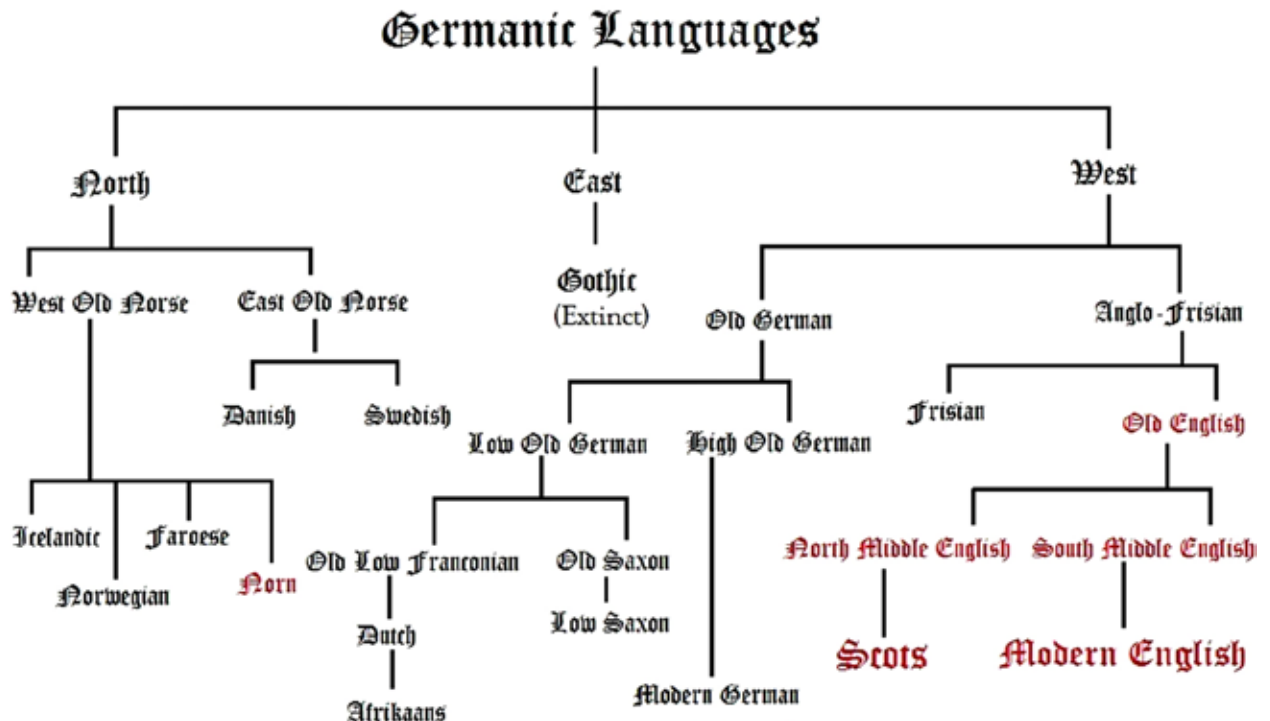 Germanic Languages
North
East
West
West Old Norse
East Old Norse
Gothic
(Extinct)
Old German
Anglo-Frisian
Danish
Swedish
Low Old German
High Old German
Frisian
Old English
Icelandic
Norwegian
Faroese
Norn
Old Low Franconian
Old Saxon
North Middle English
South Middle English
Dutch
Low Saxon
Scots
Modern English
Afrikaans
Modern German